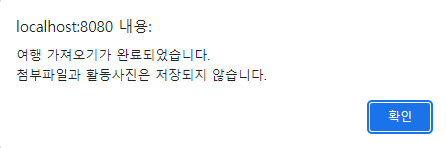 localhost:8080 내용:
여행 가져오기가 완료되었습니다.
첨부파일과 활동사진은 저장되지 않습니다.
확인